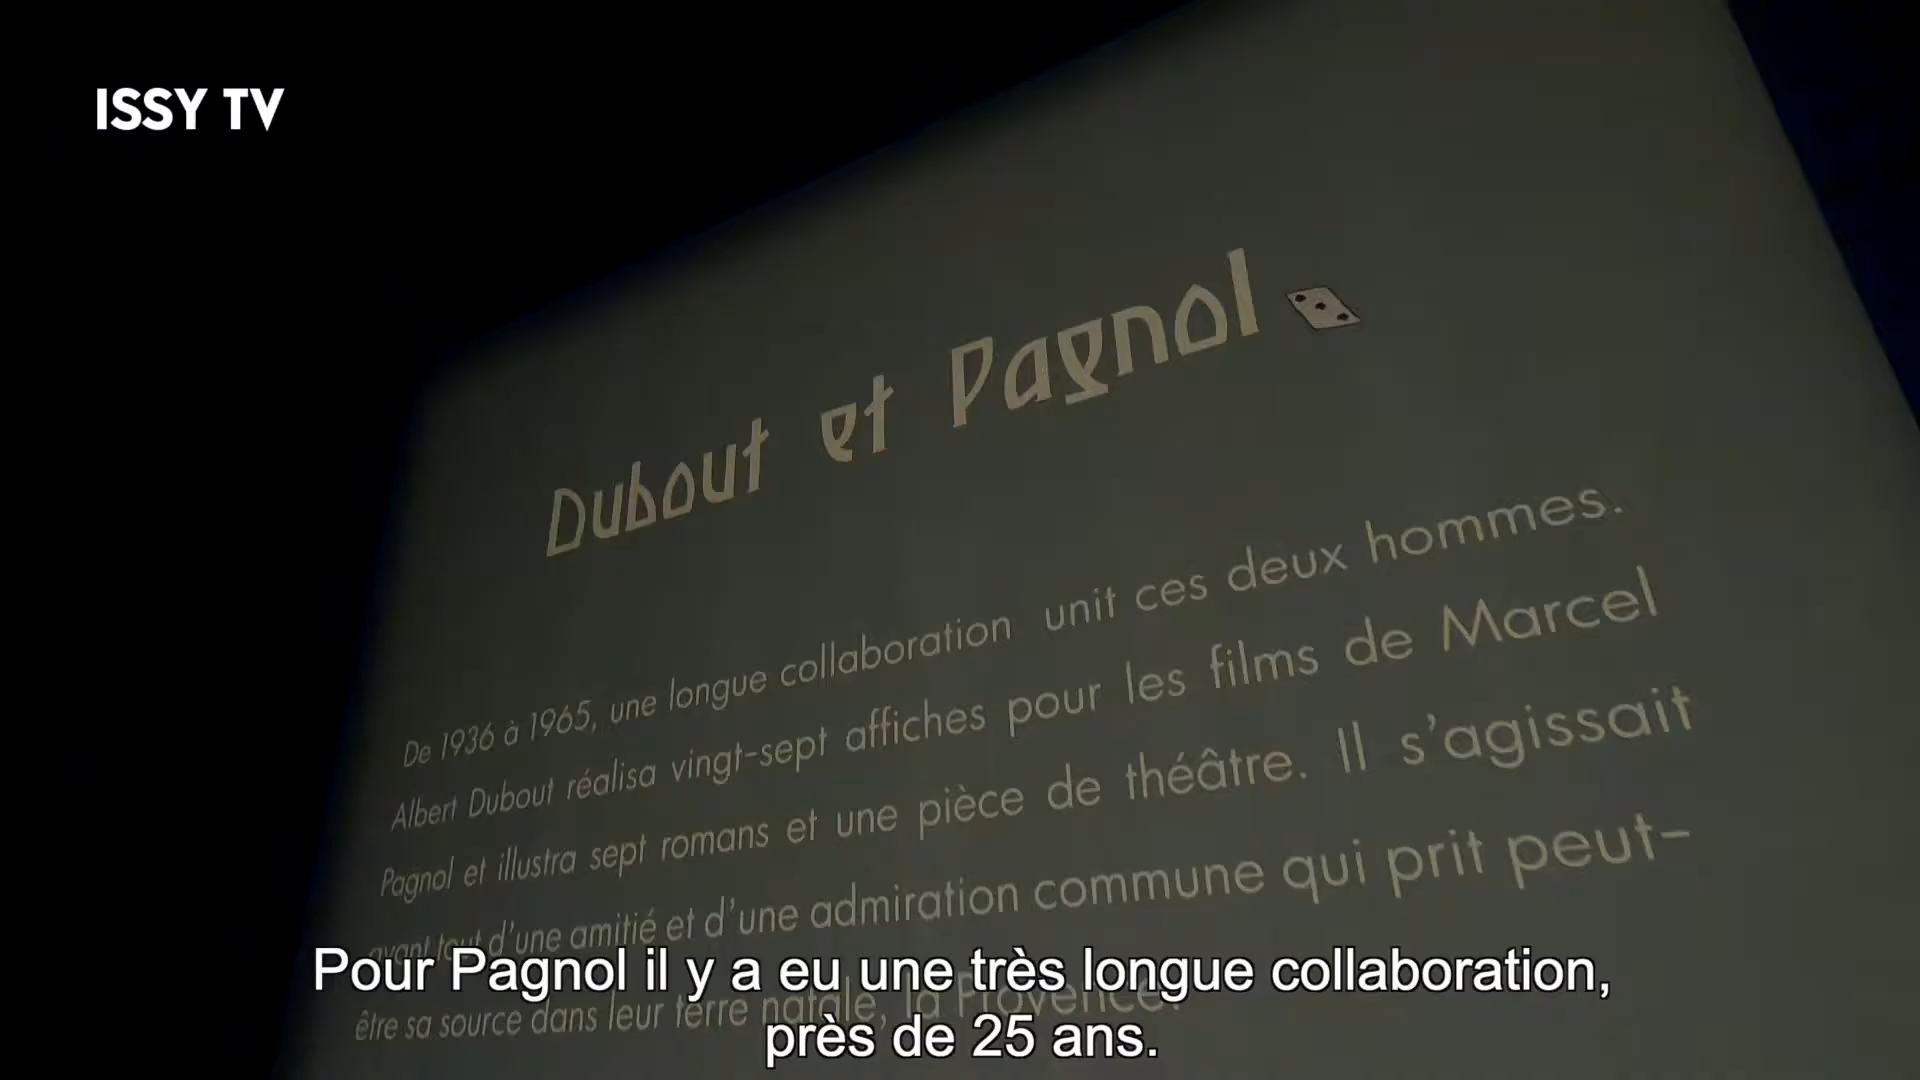 ISSY TV
Dubout et Pagnol
De 1936 à 1965, une longue collaboration unit ces deux hommes.
Albert Dubout réalisa vingt-sept affiches pour les films de Marcel
Pagnol et illustra sept romans et une pièce de théâtre. Il s'agissait
avant tout d'une amitié et d'une admiration commune qui prit peut-
être sa source dans leur terre natale, la Provence.
Pour Pagnol il y a eu une très longue collaboration,
près de 25 ans.